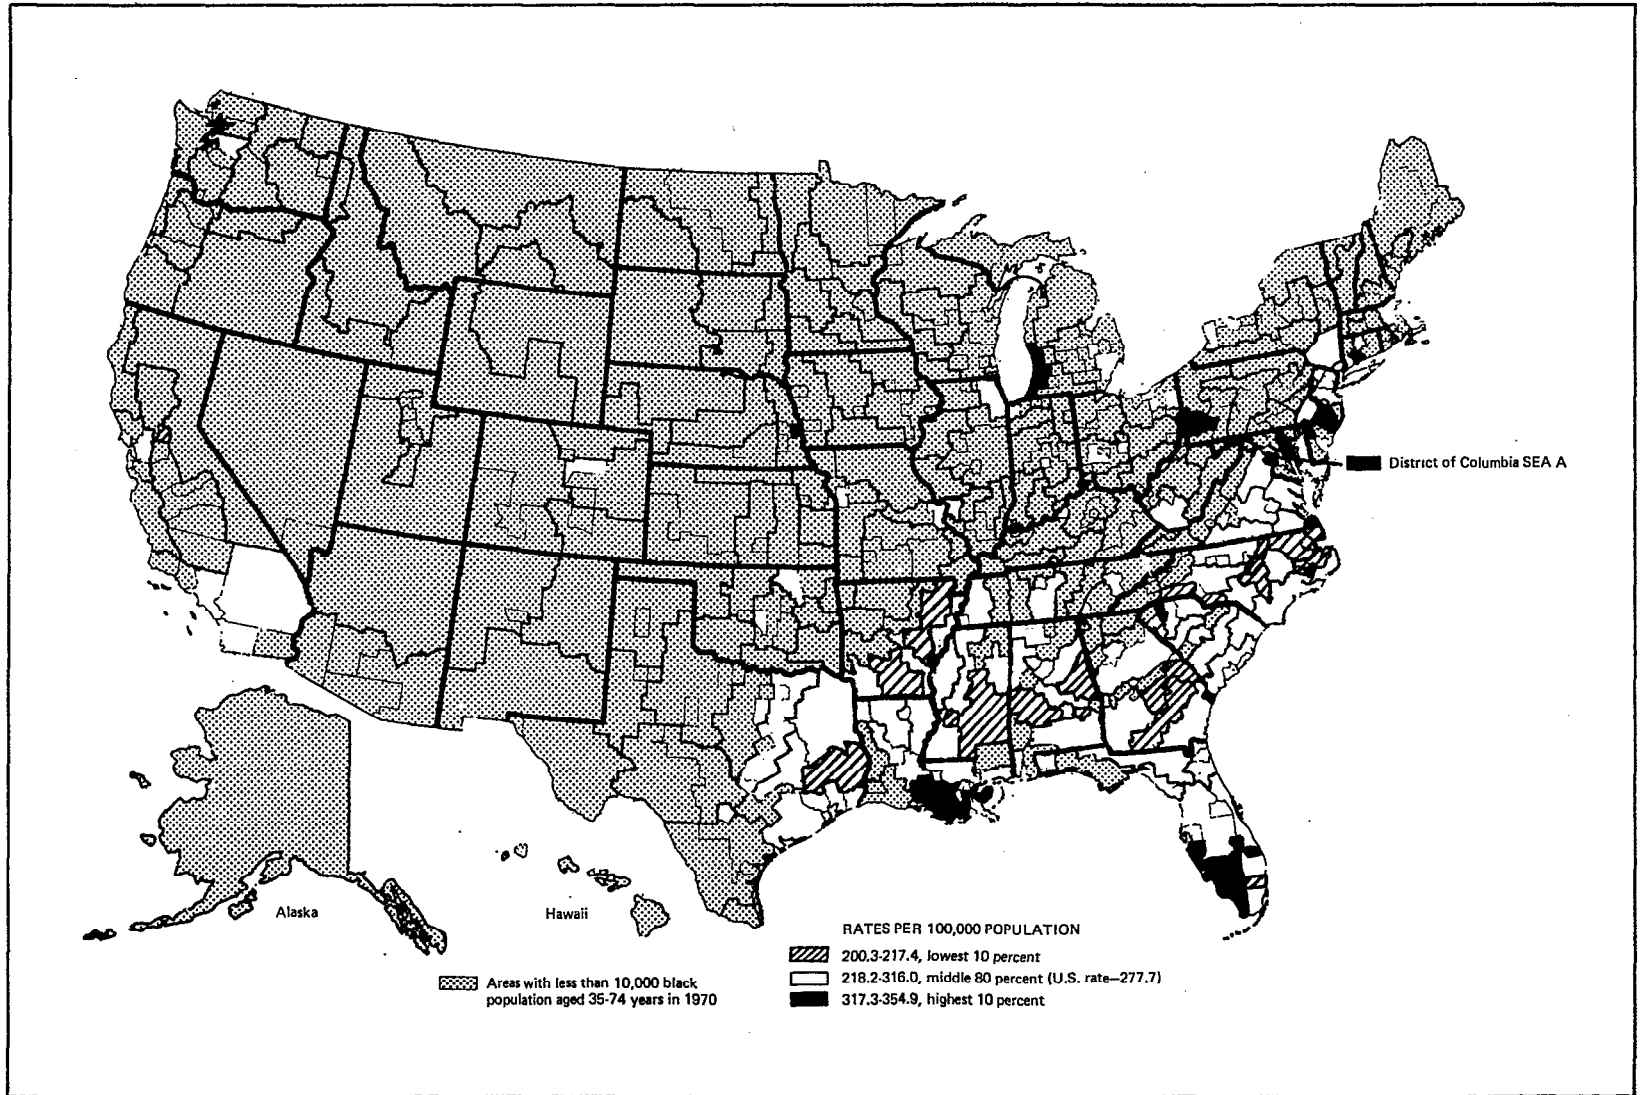 District of Columbia SEA A
Alaska
Hawaii
RATES PER 100,000 POPULATION
200.3-217.4, lowest 10 percent
218.2-316.0, middle 80 percent (U.S. rate—277.7)
317.3-354.9, highest 10 percent
Areas with less than 10,000 black
population aged 35-74 years in 1970